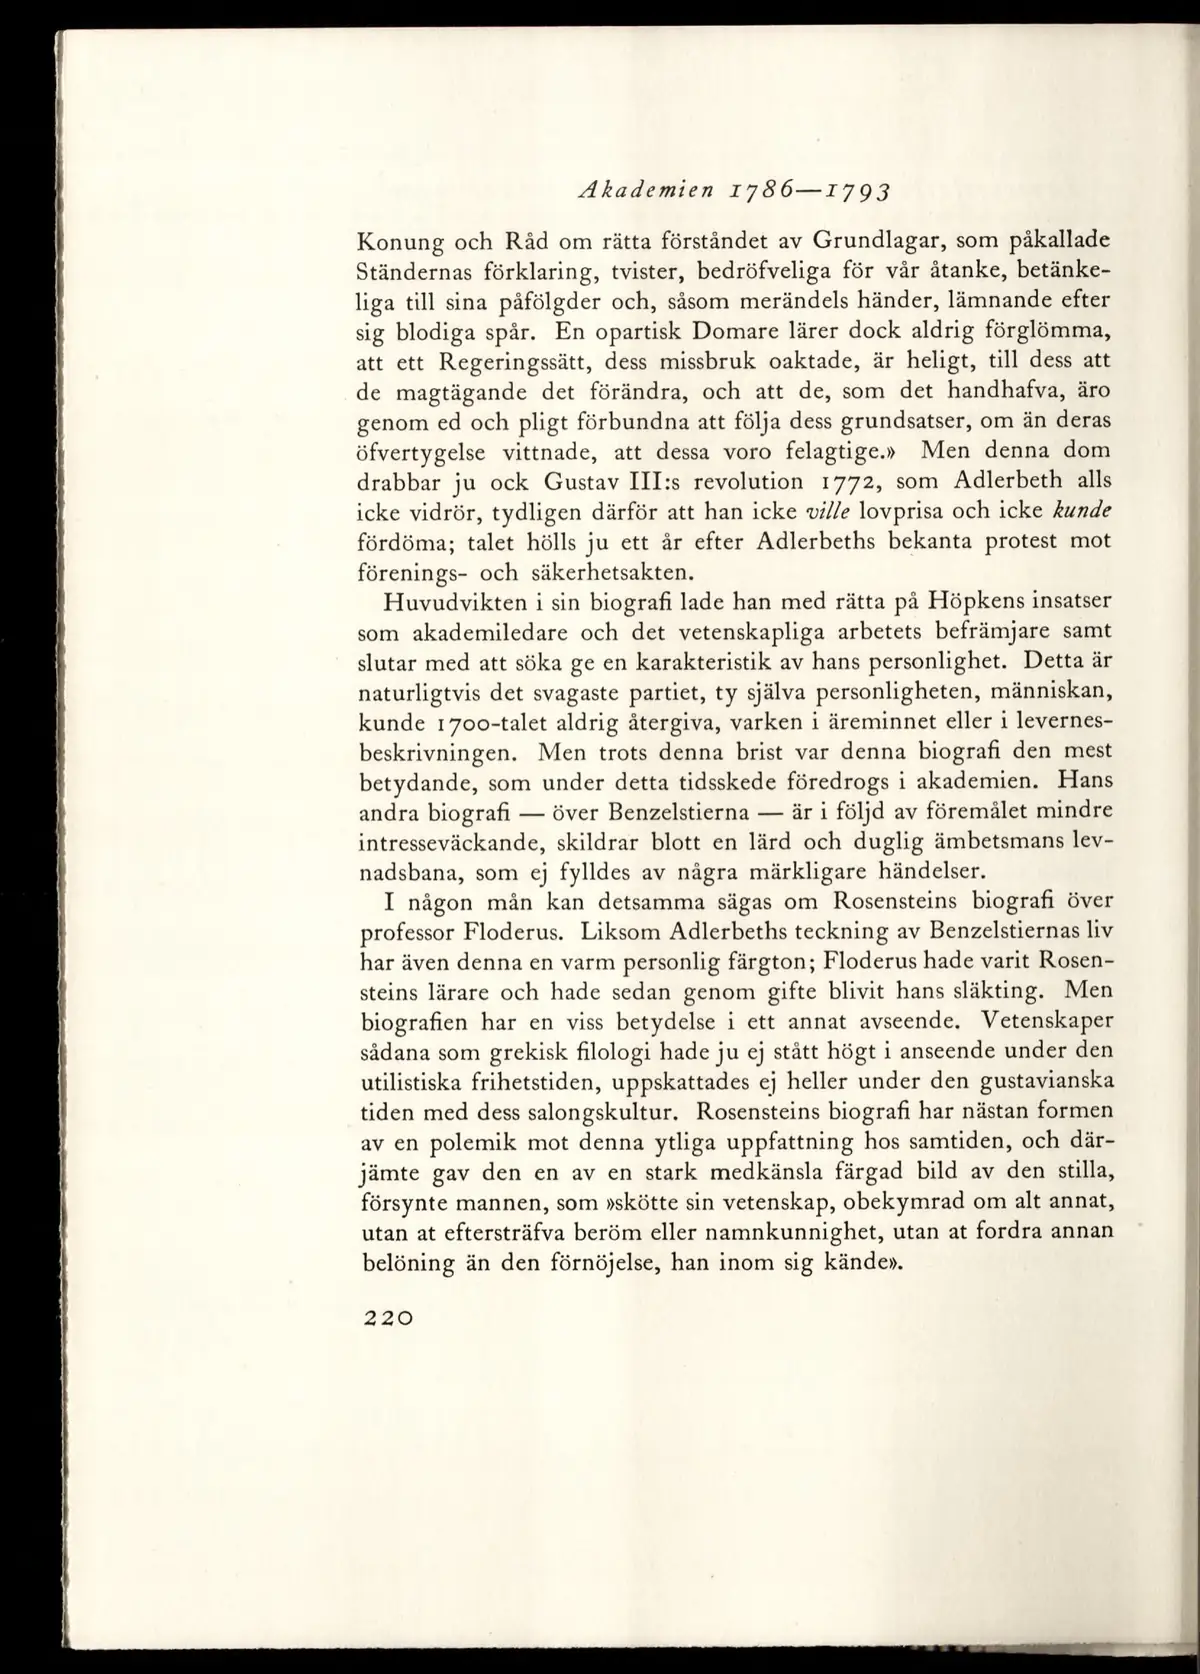 Akademien 1786—1793
Konung och Råd om rätta förståndet av Grundlagar, som påkallade
Ständernas förklaring, tvister, bedröfveliga för vår åtanke, betänke-
liga till sina påfölgder och, såsom merändels händer, lämnande efter
sig blodiga spår. En opartisk Domare lärer dock aldrig förglömma,
att ett Regeringssätt, dess missbruk oaktade, är heligt, till dess att
de magtägande det förändra, och att de, som det handhafva, äro
genom ed och pligt förbundna att följa dess grundsatser, om än deras
öfvertygelse vittnade, att dessa voro felagtige.» Men denna dom
drabbar ju ock Gustav III:s revolution 1772, som Adlerbeth alls
icke vidrör, tydligen därför att han icke ville lovprisa och icke kunde
fördöma; talet hölls ju ett år efter Adlerbeths bekanta protest mot
förenings- och säkerhetsakten.
Huvudvikten i sin biografi lade han med rätta på Höpkens insatser
som akademiledare och det vetenskapliga arbetets befrämjare samt
slutar med att söka ge en karakteristik av hans personlighet. Detta är
naturligtvis det svagaste partiet, ty själva personligheten, människan,
kunde 1700-talet aldrig återgiva, varken i äreminnet eller i levernes-
beskrivningen. Men trots denna brist var denna biografi den mest
betydande, som under detta tidsskede föredrogs i akademien. Hans
andra biografi — över Benzelstierna — är i följd av föremålet mindre
intresseväckande, skildrar blott en lärd och duglig ämbetsmans lev-
nadsbana, som ej fylldes av några märkligare händelser.
I någon mån kan detsamma sägas om Rosensteins biografi över
professor Floderus. Liksom Adlerbeths teckning av Benzelstiernas liv
har även denna en varm personlig färgton; Floderus hade varit Rosen-
steins lärare och hade sedan genom gifte blivit hans släkting. Men
biografien har en viss betydelse i ett annat avseende. Vetenskaper
sådana som grekisk filologi hade ju ej stått högt i anseende under den
utilistiska frihetstiden, uppskattades ej heller under den gustavianska
tiden med dess salongskultur. Rosensteins biografi har nästan formen
av en polemik mot denna ytliga uppfattning hos samtiden, och där-
jämte gav den en av en stark medkänsla färgad bild av den stilla,
försynte mannen, som »skötte sin vetenskap, obekymrad om alt annat,
utan at eftersträfva beröm eller namnkunnighet, utan at fordra annan
belöning än den förnöjelse, han inom sig kände».
220